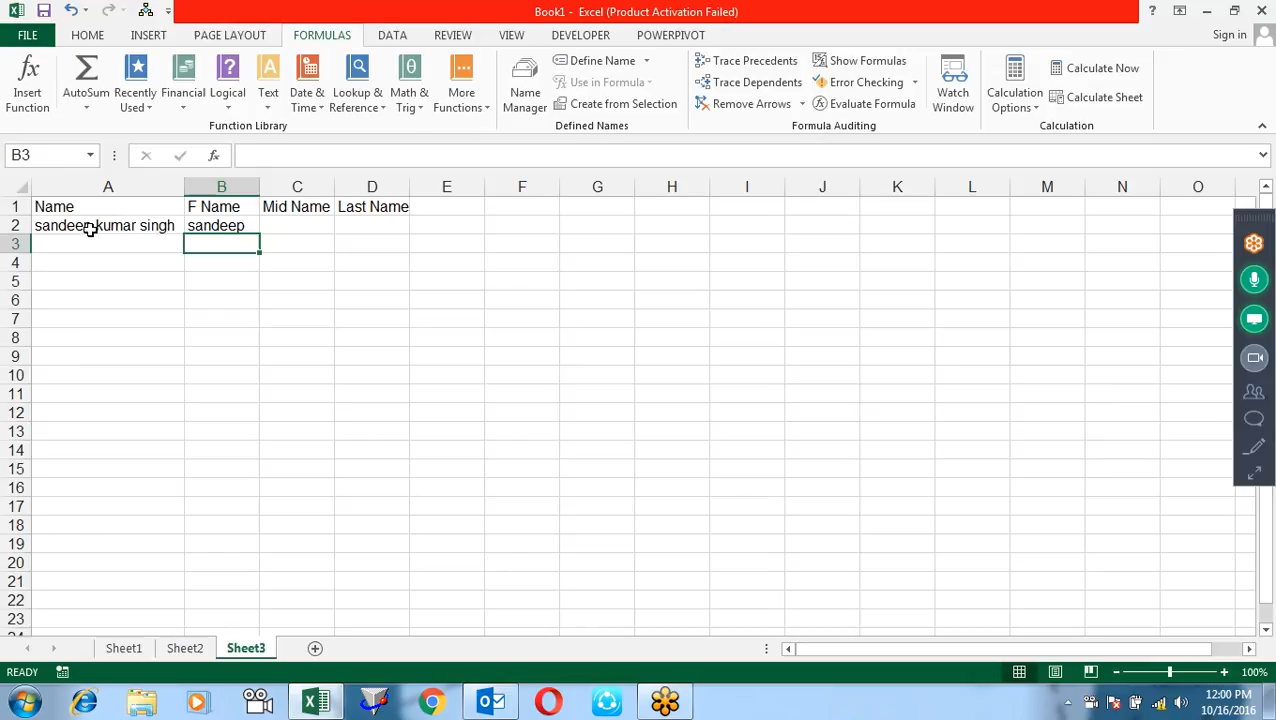 Book1 - Excel (Product Activation Failed)
?
FILE HOME INSERT PAGE LAYOUT FORMULAS DATA REVIEW VIEW DEVELOPER POWERPIVOT Sign in
Insert Function
AutoSum
Recently Used
Financial
Logical
Text
Date & Time
Lookup & Reference
Math & Trig
More Functions
Function Library
Name Manager
Define Name
Use in Formula
Create from Selection
Defined Names
Trace Precedents
Trace Dependents
Remove Arrows
Show Formulas
Error Checking
Evaluate Formula
Formula Auditing
Watch Window
Calculation Options
Calculate Now
Calculate Sheet
Calculation
B3 fx
A B C D E F G H I J K L M N O
1 Name F Name Mid Name Last Name
2 sandeep kumar singh sandeep
3
4
5
6
7
8
9
10
11
12
13
14
15
16
17
18
19
20
21
22
23
24
Sheet1 Sheet2 Sheet3
READY 100%
12:00 PM
10/16/2016